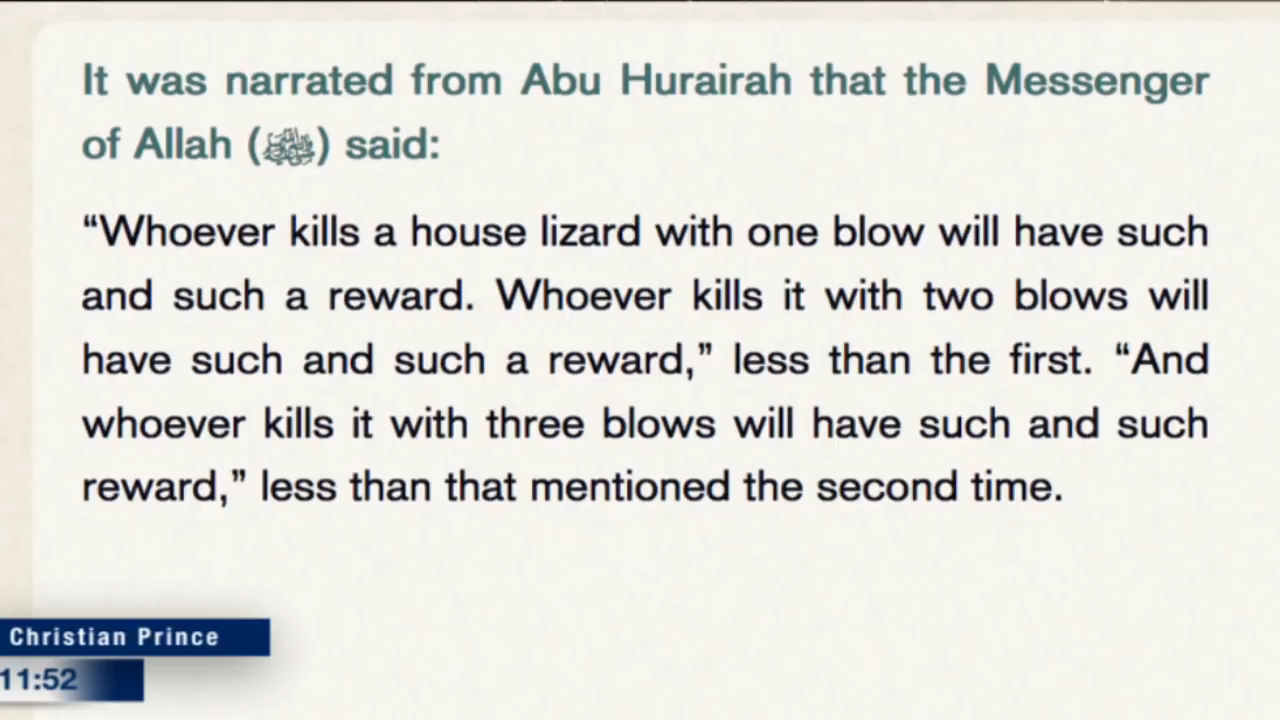 It was narrated from Abu Hurairah that the Messenger
of Allah (ﷺ) said:
“Whoever kills a house lizard with one blow will have such
and such a reward. Whoever kills it with two blows will
have such and such a reward,” less than the first. “And
whoever kills it with three blows will have such and such
reward,” less than that mentioned the second time.
Christian Prince
11:52